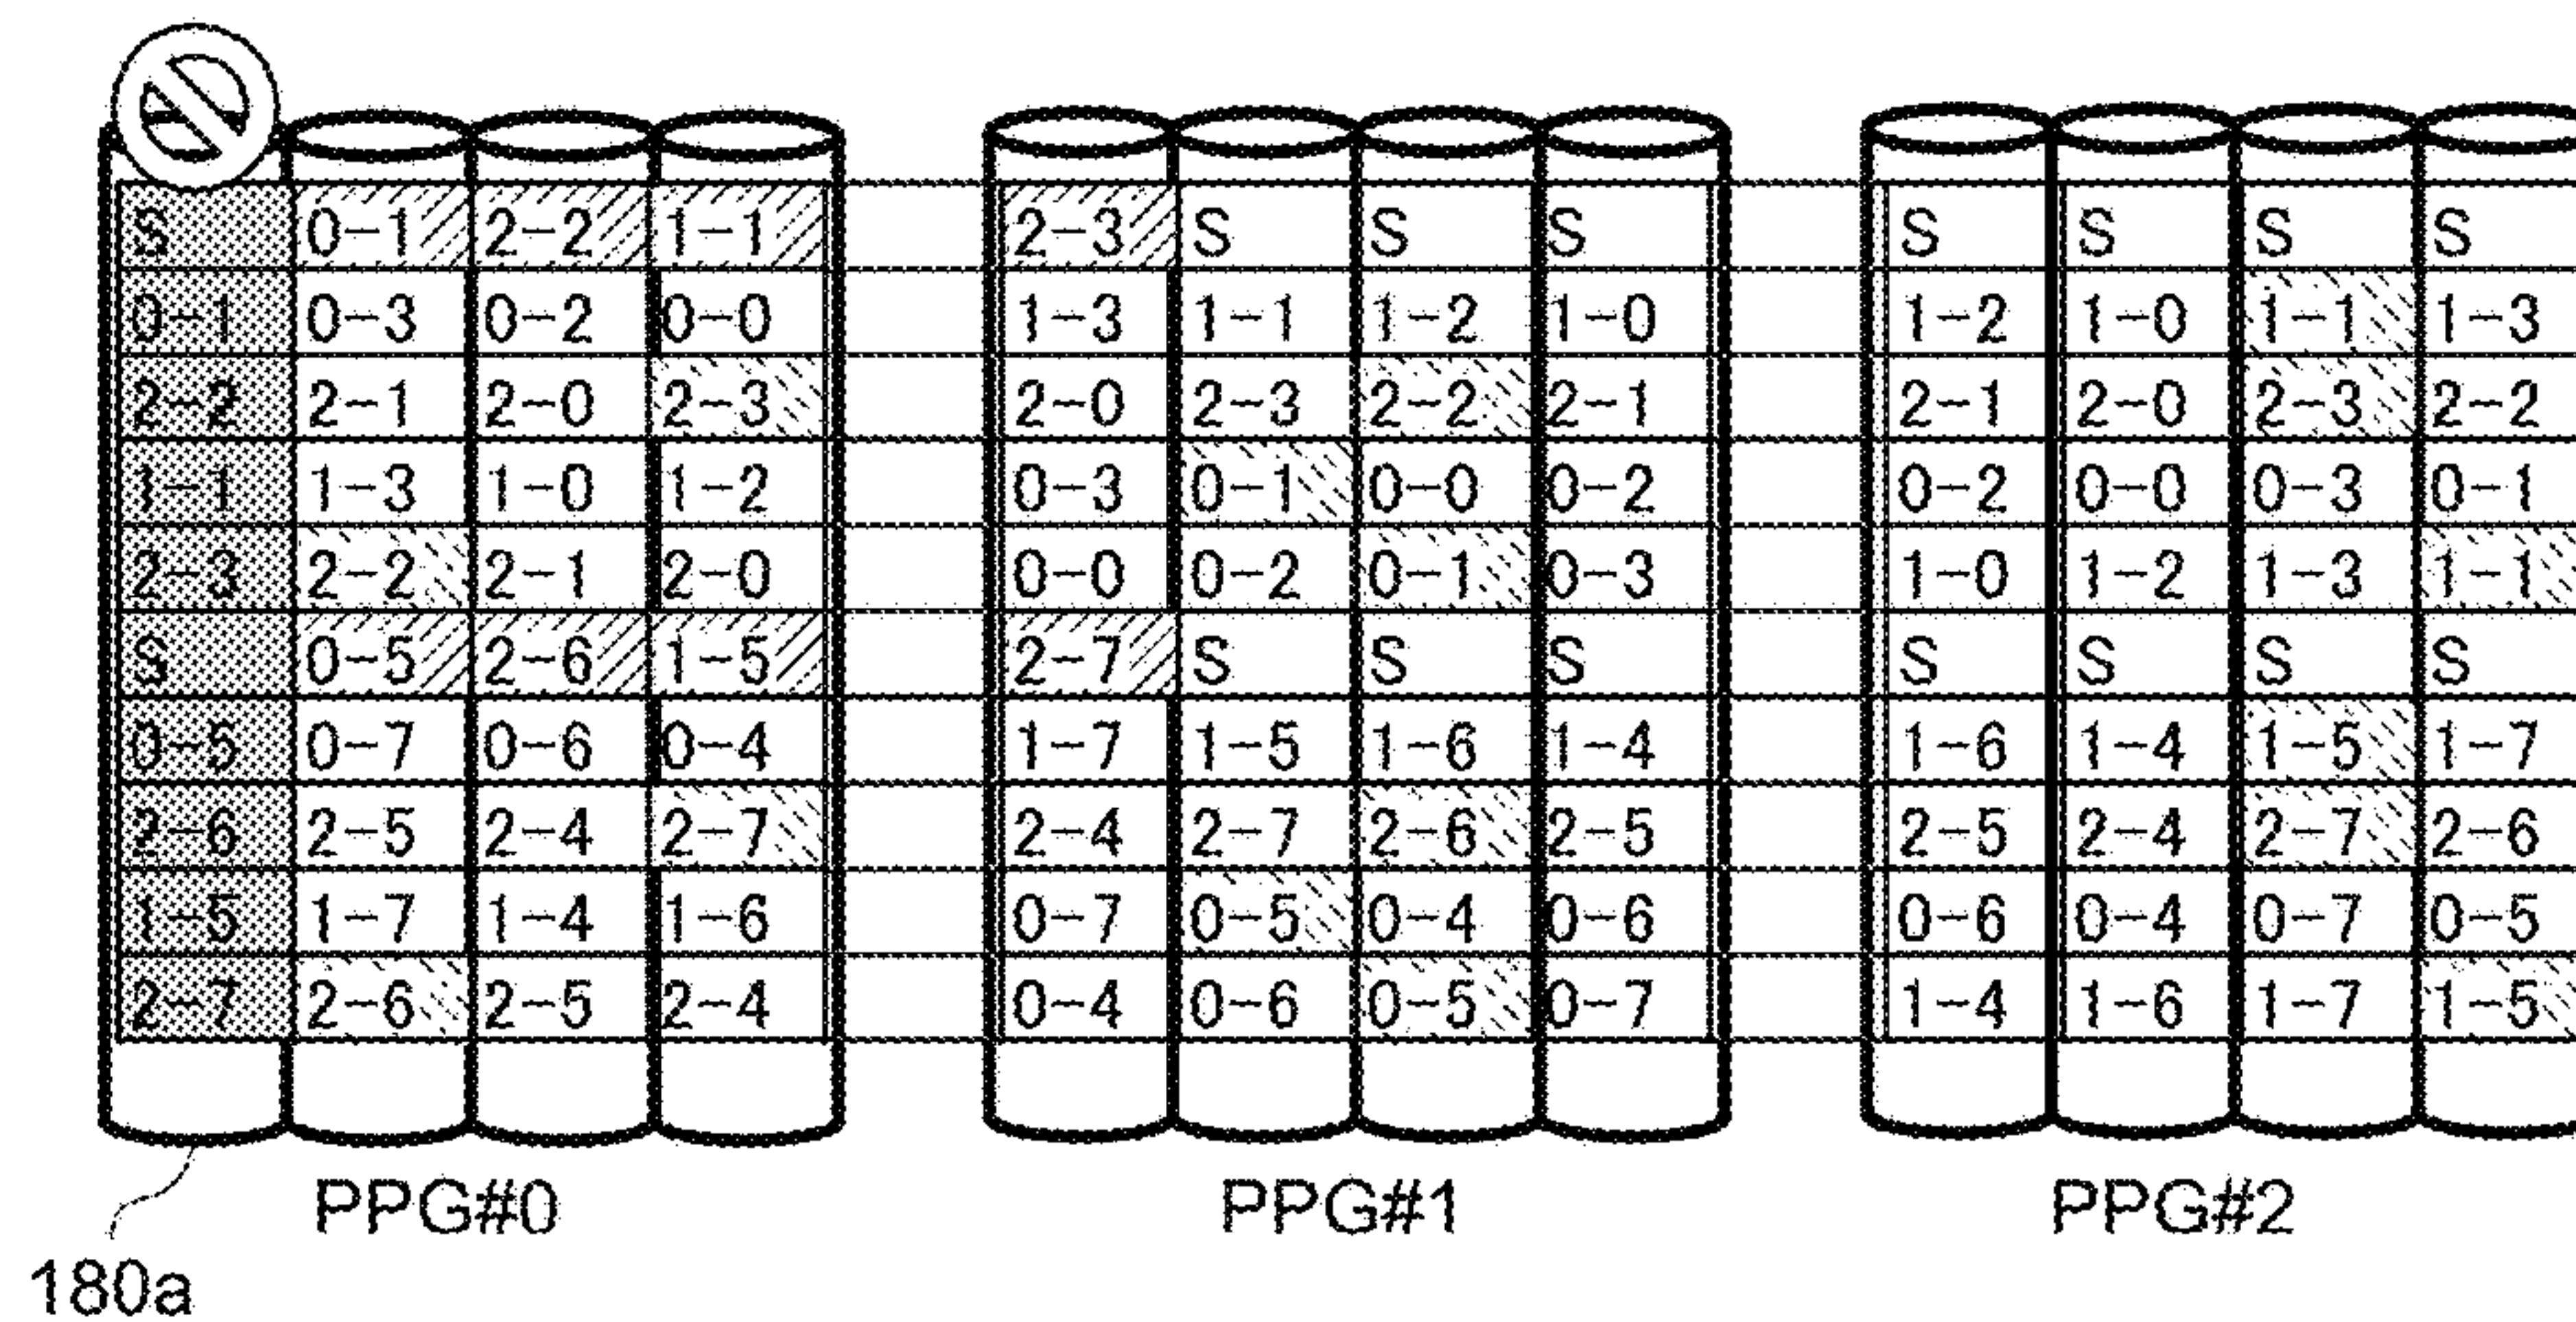 S 0-1 2-2 1-1 2-3 S S S S S S S
0-1 0-3 0-2 0-0 1-3 1-1 1-2 1-0 1-2 1-0 1-1 1-3
2-2 2-1 2-0 2-3 2-0 2-3 2-2 2-1 2-1 2-0 2-3 2-2
1-1 1-3 1-0 1-2 0-3 0-1 0-0 0-2 0-2 0-0 0-3 0-1
2-3 2-2 2-1 2-0 0-0 0-2 0-1 0-3 1-0 1-2 1-3 1-1
S 0-5 2-6 1-5 2-7 S S S S S S S
0-5 0-7 0-6 0-4 1-7 1-5 1-6 1-4 1-6 1-4 1-5 1-7
2-6 2-5 2-4 2-7 2-4 2-7 2-6 2-5 2-5 2-4 2-7 2-6
1-5 1-7 1-4 1-6 0-7 0-5 0-4 0-6 0-6 0-4 0-7 0-5
2-7 2-6 2-5 2-4 0-4 0-6 0-5 0-7 1-4 1-6 1-7 1-5
PPG#0 PPG#1 PPG#2
180a